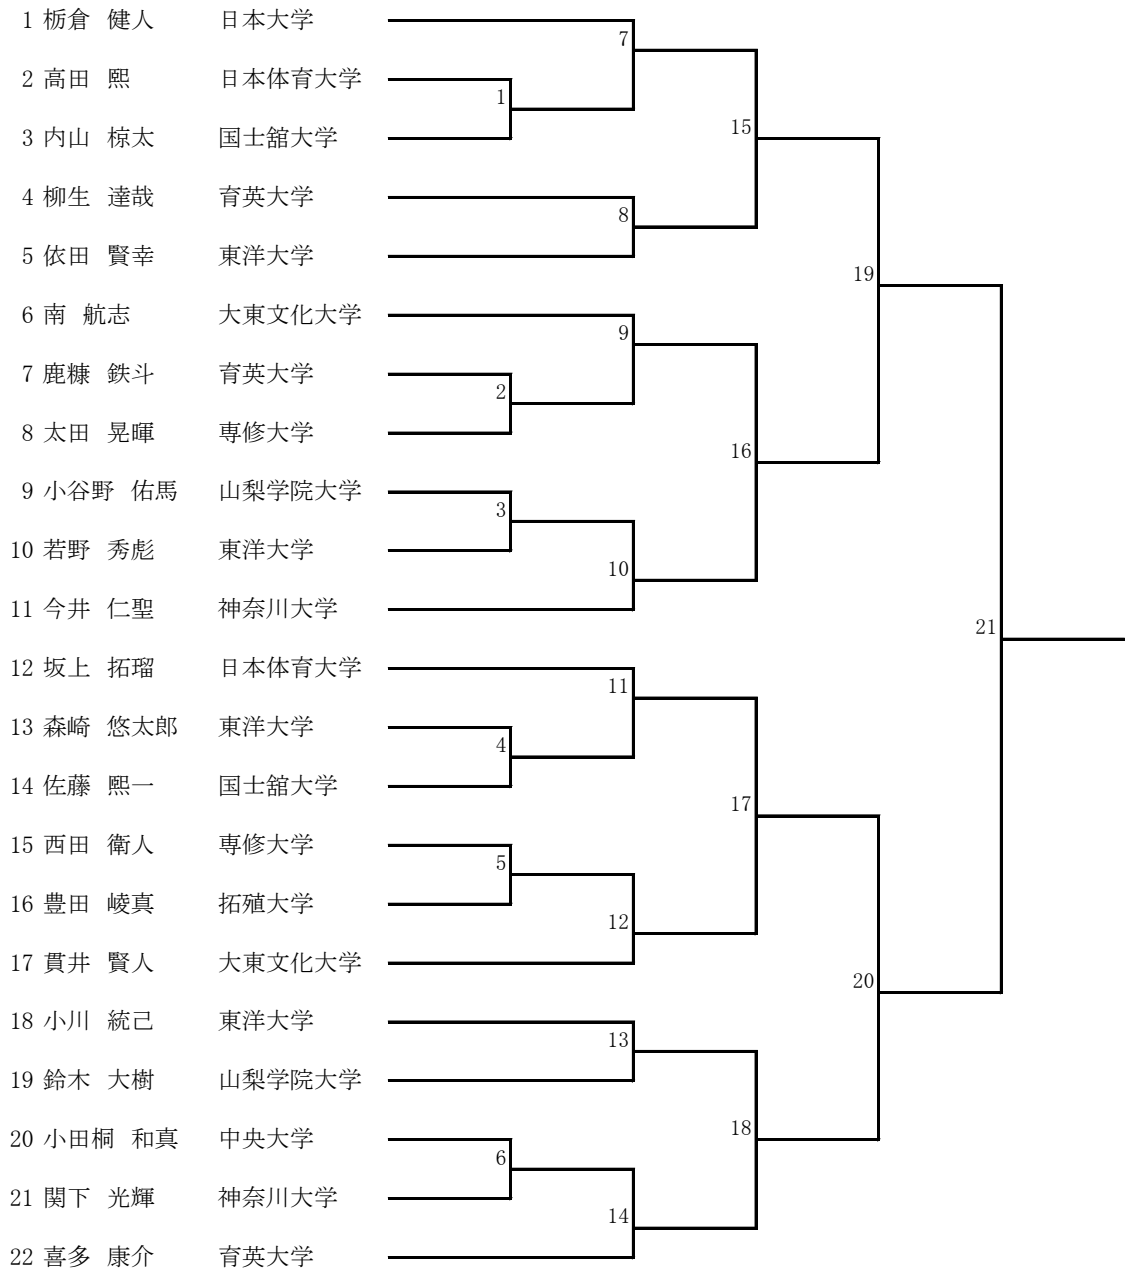 1 栃倉 健人 日本大学
7
2 高田 熙 日本体育大学
1
3 内山 椋太 国士舘大学
15
4 柳生 達哉 育英大学
8
5 依田 賢幸 東洋大学
19
6 南 航志 大東文化大学
9
7 鹿糠 鉄斗 育英大学
2
8 太田 晃暉 専修大学
16
9 小谷野 佑馬 山梨学院大学
3
10 若野 秀彪 東洋大学
10
11 今井 仁聖 神奈川大学
21
12 坂上 拓瑠 日本体育大学
11
13 森崎 悠太郎 東洋大学
4
14 佐藤 熙一 国士舘大学
17
15 西田 衛人 専修大学
5
16 豊田 崚真 拓殖大学
12
17 貫井 賢人 大東文化大学
20
18 小川 統己 東洋大学
13
19 鈴木 大樹 山梨学院大学
18
20 小田桐 和真 中央大学
6
21 関下 光輝 神奈川大学
14
22 喜多 康介 育英大学